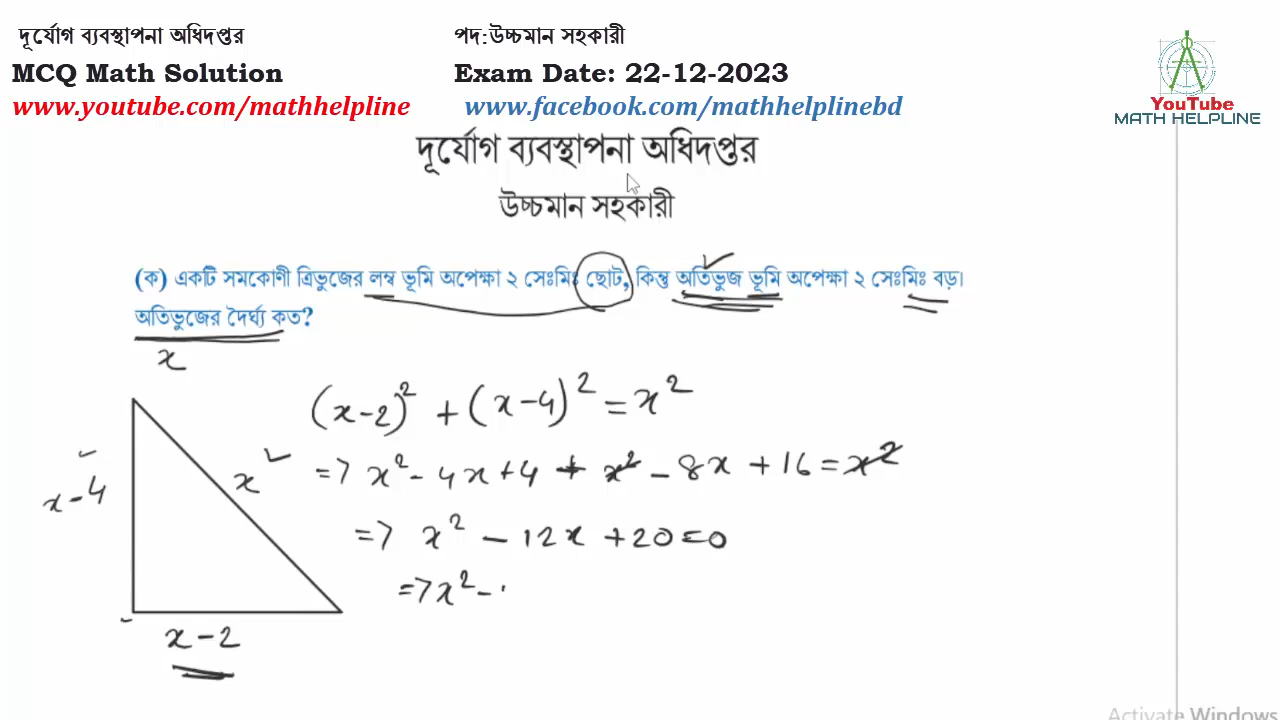 দূর্যোগ ব্যবস্থাপনা অধিদপ্তর
পদ:উচ্চমান সহকারী
MCQ Math Solution
Exam Date: 22-12-2023
www.youtube.com/mathhelpline
www.facebook.com/mathhelplinebd
YouTube
MATH HELPLINE
দূর্যোগ ব্যবস্থাপনা অধিদপ্তর
উচ্চমান সহকারী
(ক) একটি সমকোণী ত্রিভুজের লম্ব ভূমি অপেক্ষা ২ সেঃমিঃ ছোট, কিন্তু অতিভুজ ভূমি অপেক্ষা ২ সেঃমিঃ বড়।
অতিভুজের দৈর্ঘ্য কত?
x
(x-2)² + (x-4)² = x²
x
x-4
=> x² - 4x + 4 + x² - 8x + 16 = x²
=> x² - 12x + 20 = 0
=> x² -
x-2
Activate Windows